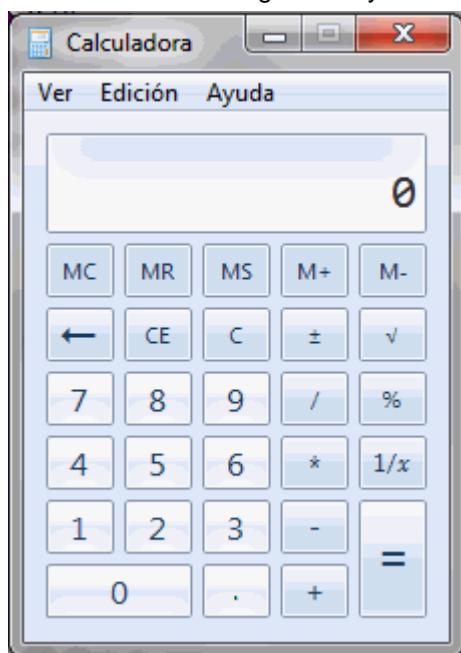 Calculadora
Ver Edición Ayuda
0
MC MR MS M+ M-
← CE C ± √
7 8 9 / %
4 5 6 * 1/x
1 2 3 - =
0 . +